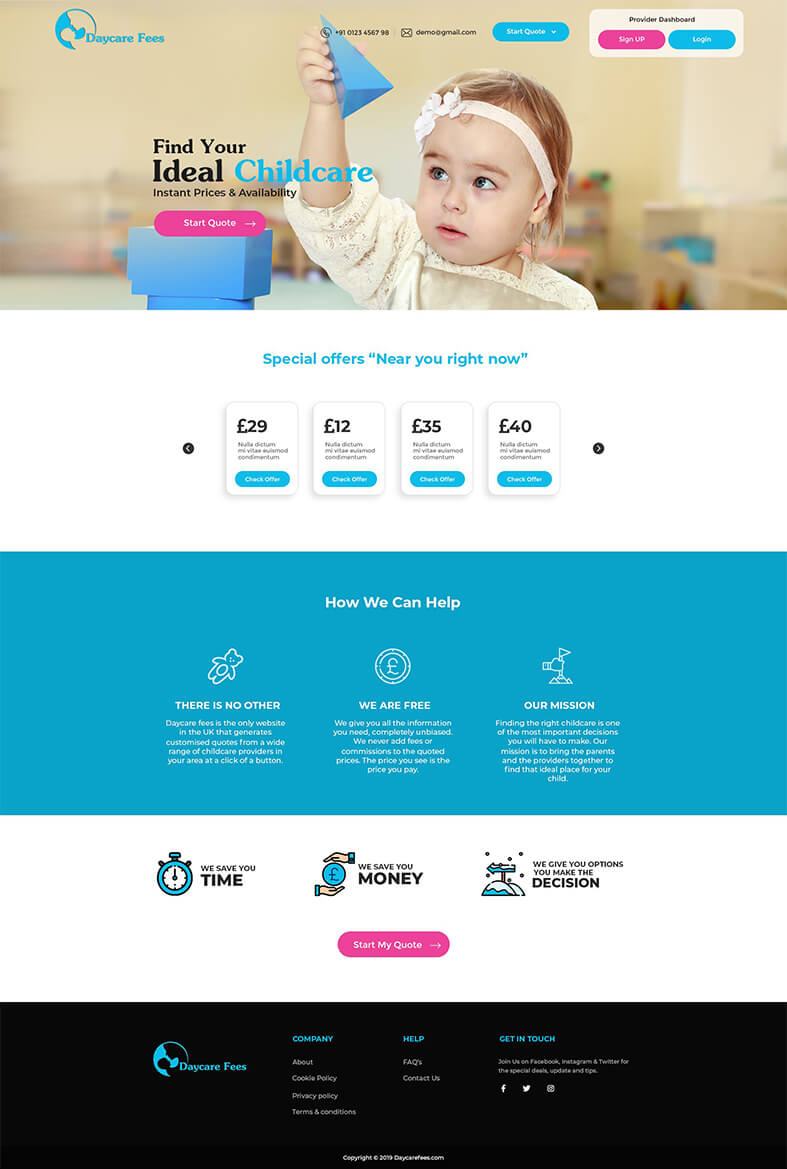 Daycare Fees
+91 0123 4567 98
demo@gmail.com
Start Quote
Provider Dashboard
Sign UP
Login
Find Your
Ideal Childcare
Instant Prices & Availability
Start Quote
Special offers “Near you right now”
£29
Nulla dictum
mi vitae euismod
condimentum
Check Offer
£12
Nulla dictum
mi vitae euismod
condimentum
Check Offer
£35
Nulla dictum
mi vitae euismod
condimentum
Check Offer
£40
Nulla dictum
mi vitae euismod
condimentum
Check Offer
How We Can Help
£
THERE IS NO OTHER
Daycare fees is the only website
in the UK that generates
customised quotes from a wide
range of childcare providers in
your area at a click of a button.
WE ARE FREE
We give you all the information
you need, completely unbiased.
We never add fees or
commissions to the quoted
prices. The price you see is the
price you pay.
OUR MISSION
Finding the right childcare is one
of the most important decisions
you will have to make. Our
mission is to bring the parents
and the providers together to
find that ideal place for your
child.
WE SAVE YOU
TIME
£
WE SAVE YOU
MONEY
WE GIVE YOU OPTIONS
YOU MAKE THE
DECISION
Start My Quote
Daycare Fees
COMPANY
About
Cookie Policy
Privacy policy
Terms & conditions
HELP
FAQ's
Contact Us
GET IN TOUCH
Join Us on Facebook, Instagram & Twitter for
the special deals, update and tips.
Copyright © 2019 Daycarefees.com